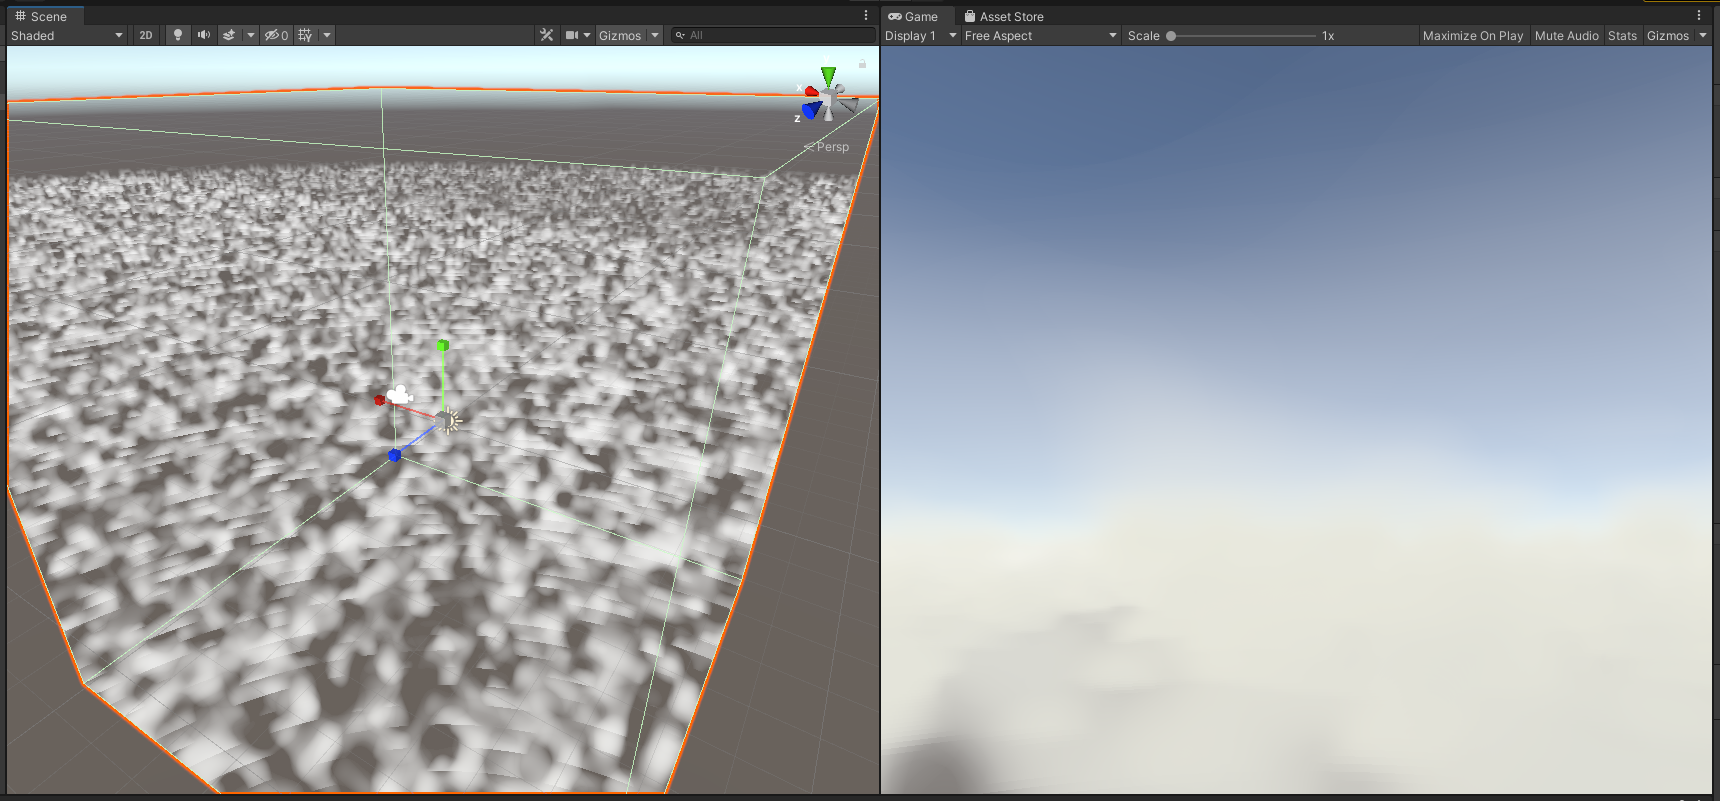 Scene
Game
Asset Store
Shaded
2D
0
Gizmos
All
Display 1
Free Aspect
Scale
1x
Maximize On Play
Mute Audio
Stats
Gizmos
x
z
Persp